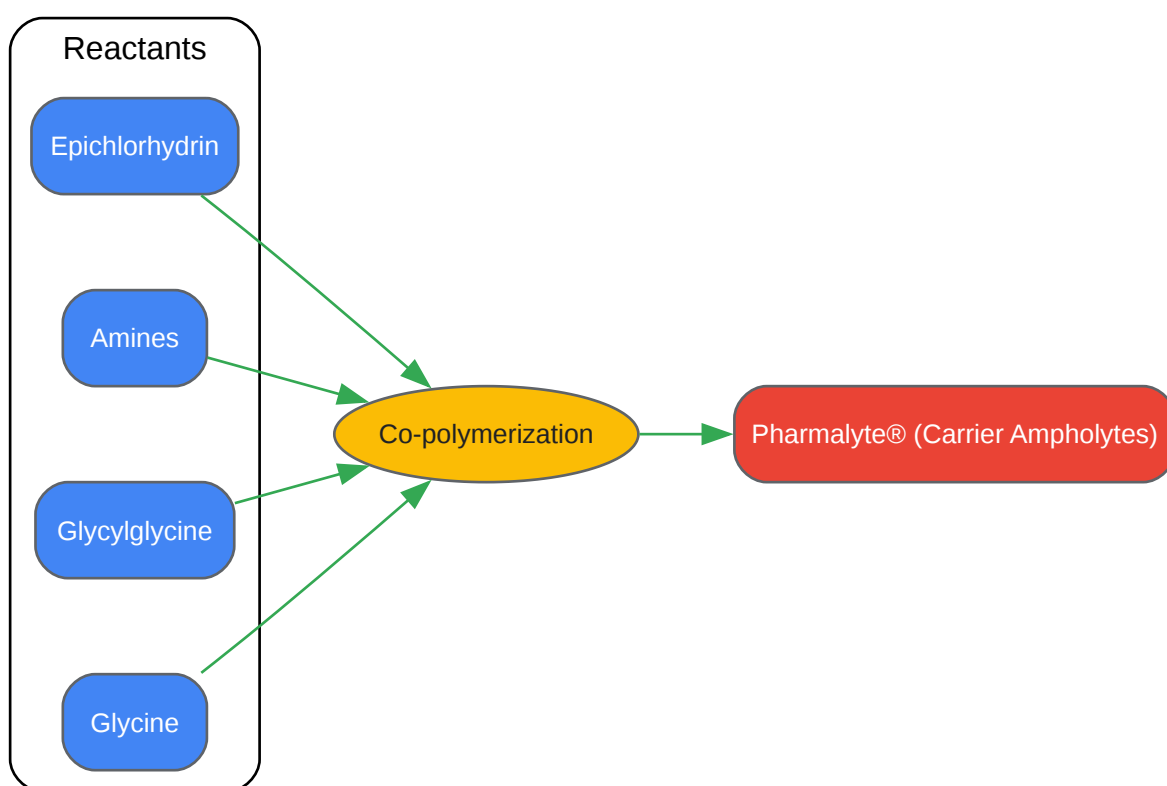 Reactants
Epichlorhydrin
Amines
Glycylglycine
Glycine
Co-polymerization
Pharmalyte® (Carrier Ampholytes)